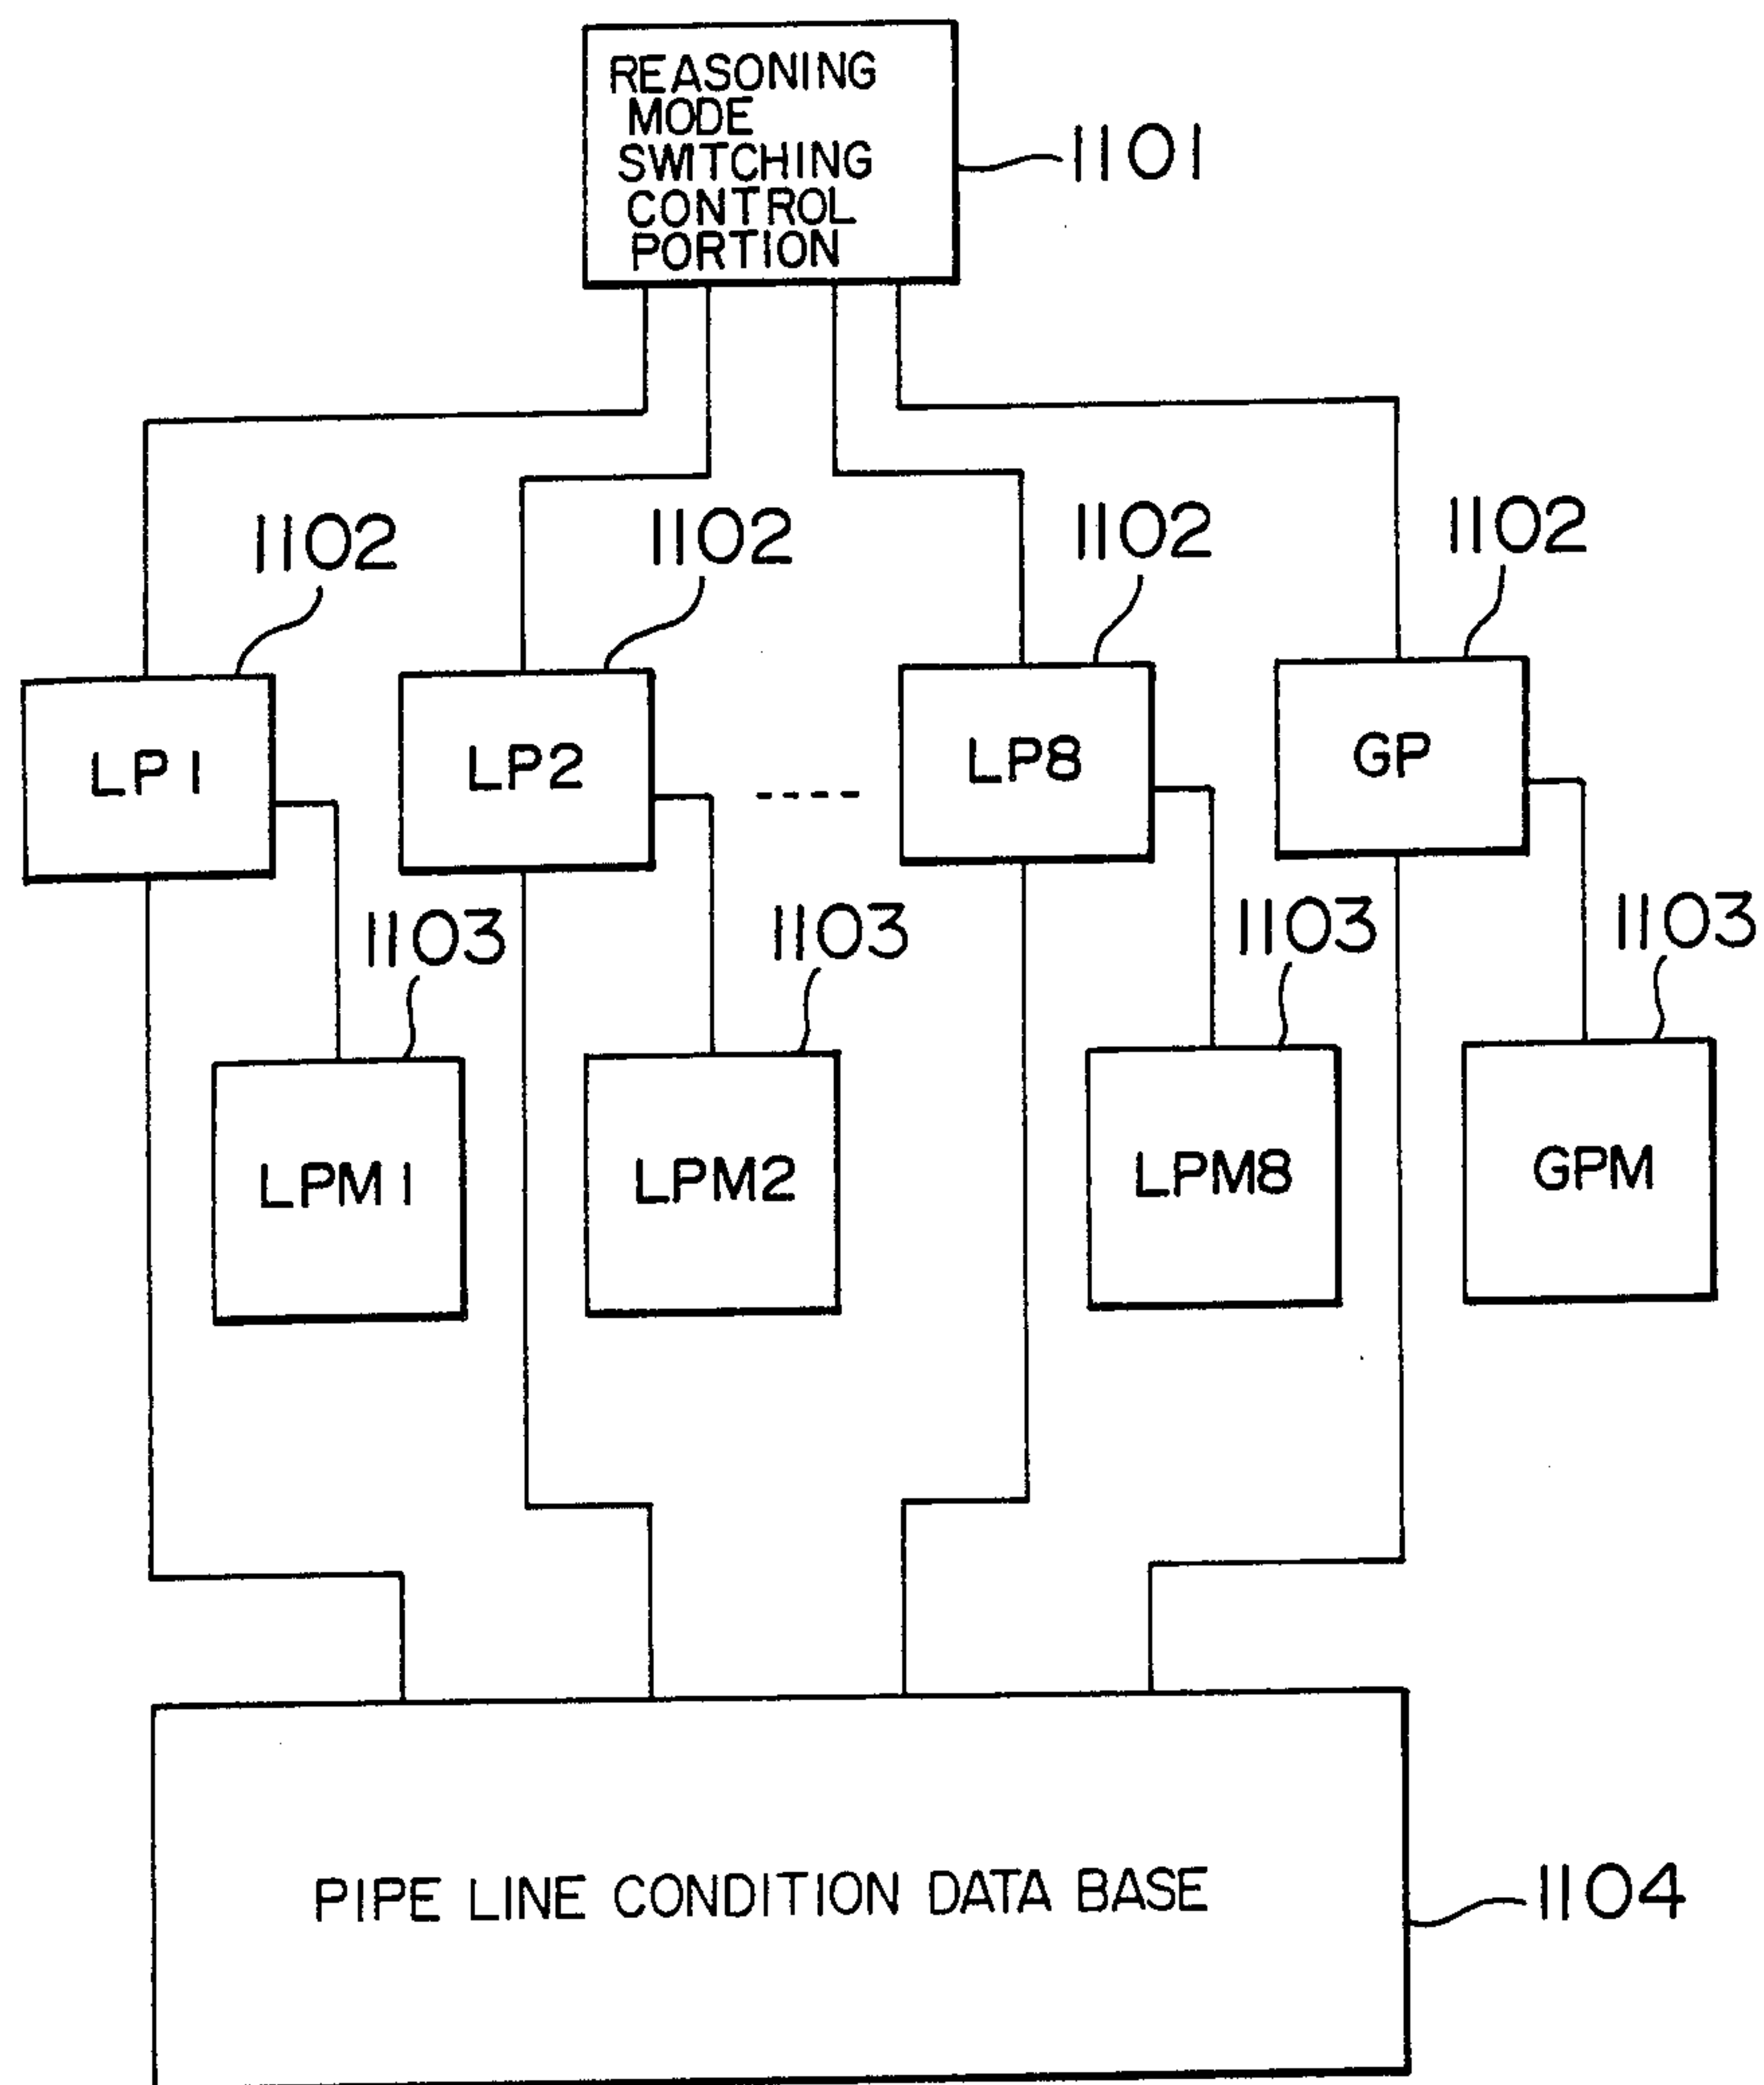 REASONING
MODE
SWITCHING
CONTROL
PORTION
1101
1102
1102
1102
1102
LP1
LP2
LP8
GP
1103
1103
1103
1103
LPM1
LPM2
LPM8
GPM
PIPE LINE CONDITION DATA BASE
1104